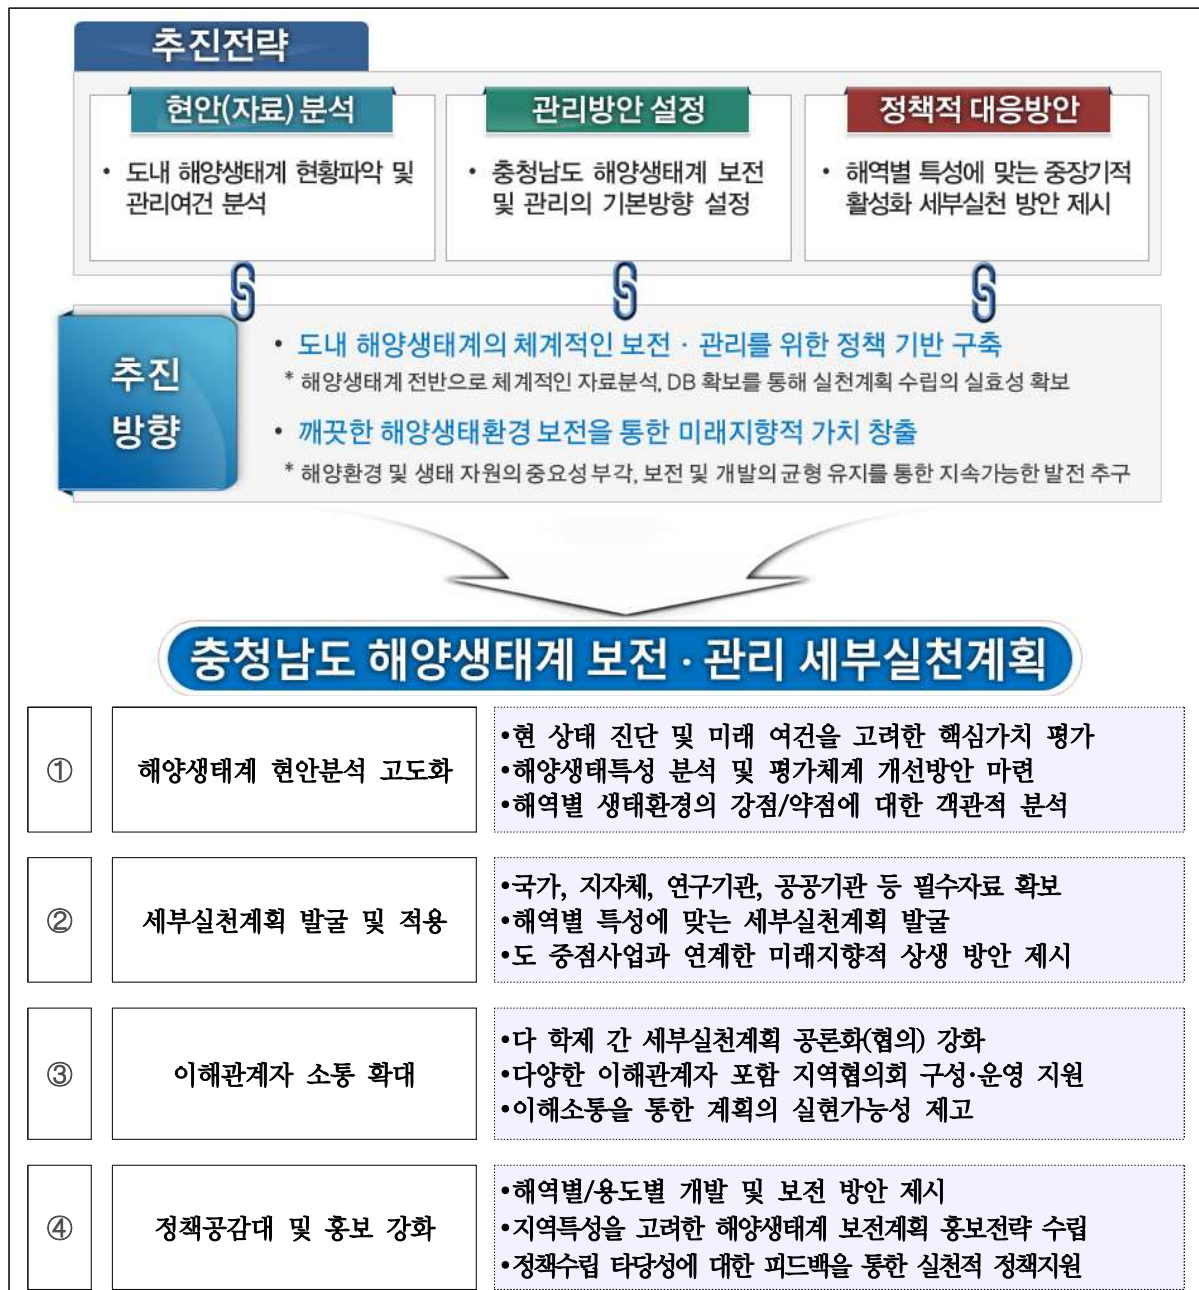 추진전략
현안(자료) 분석
• 도내 해양생태계 현황파악 및
관리여건 분석
관리방안 설정
• 충청남도 해양생태계 보전
및 관리의 기본방향 설정
정책적 대응방안
• 해역별 특성에 맞는 중장기적
활성화 세부실천 방안 제시
추진
방향
• 도내 해양생태계의 체계적인 보전 · 관리를 위한 정책 기반 구축
* 해양생태계 전반으로 체계적인 자료분석, DB 확보를 통해 실천계획 수립의 실효성 확보
• 깨끗한 해양생태환경 보전을 통한 미래지향적 가치 창출
* 해양환경 및 생태 자원의 중요성 부각, 보전 및 개발의 균형 유지를 통한 지속가능한 발전 추구
충청남도 해양생태계 보전 · 관리 세부실천계획
①
해양생태계 현안분석 고도화
•현 상태 진단 및 미래 여건을 고려한 핵심가치 평가
•해양생태특성 분석 및 평가체계 개선방안 마련
•해역별 생태환경의 강점/약점에 대한 객관적 분석
②
세부실천계획 발굴 및 적용
•국가, 지자체, 연구기관, 공공기관 등 필수자료 확보
•해역별 특성에 맞는 세부실천계획 발굴
•도 중점사업과 연계한 미래지향적 상생 방안 제시
③
이해관계자 소통 확대
•다 학제 간 세부실천계획 공론화(협의) 강화
•다양한 이해관계자 포함 지역협의회 구성·운영 지원
•이해소통을 통한 계획의 실현가능성 제고
④
정책공감대 및 홍보 강화
•해역별/용도별 개발 및 보전 방안 제시
•지역특성을 고려한 해양생태계 보전계획 홍보전략 수립
•정책수립 타당성에 대한 피드백을 통한 실천적 정책지원